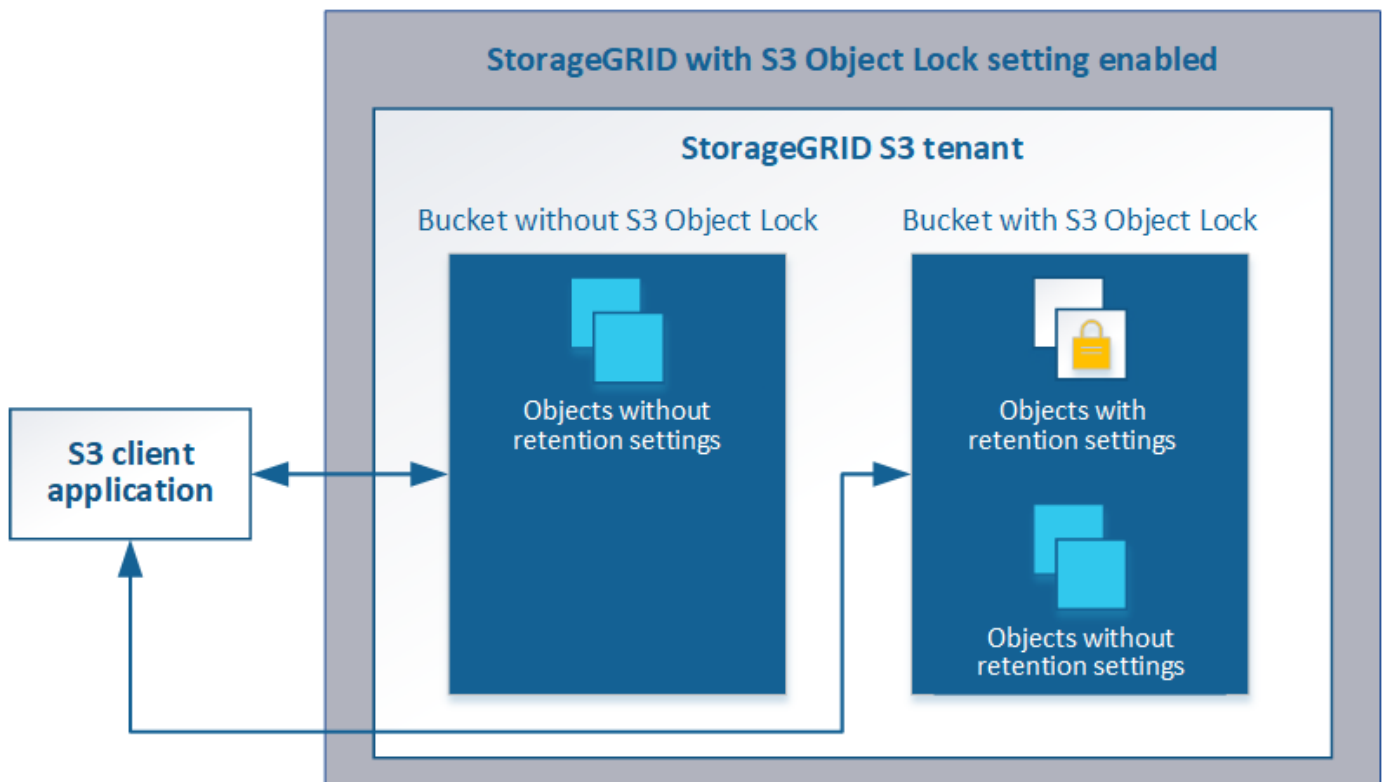 StorageGRID with S3 Object Lock setting enabled
StorageGRID S3 tenant
Bucket without S3 Object Lock
Bucket with S3 Object Lock
Objects without
retention settings
Objects with
retention settings
S3 client
application
Objects without
retention settings